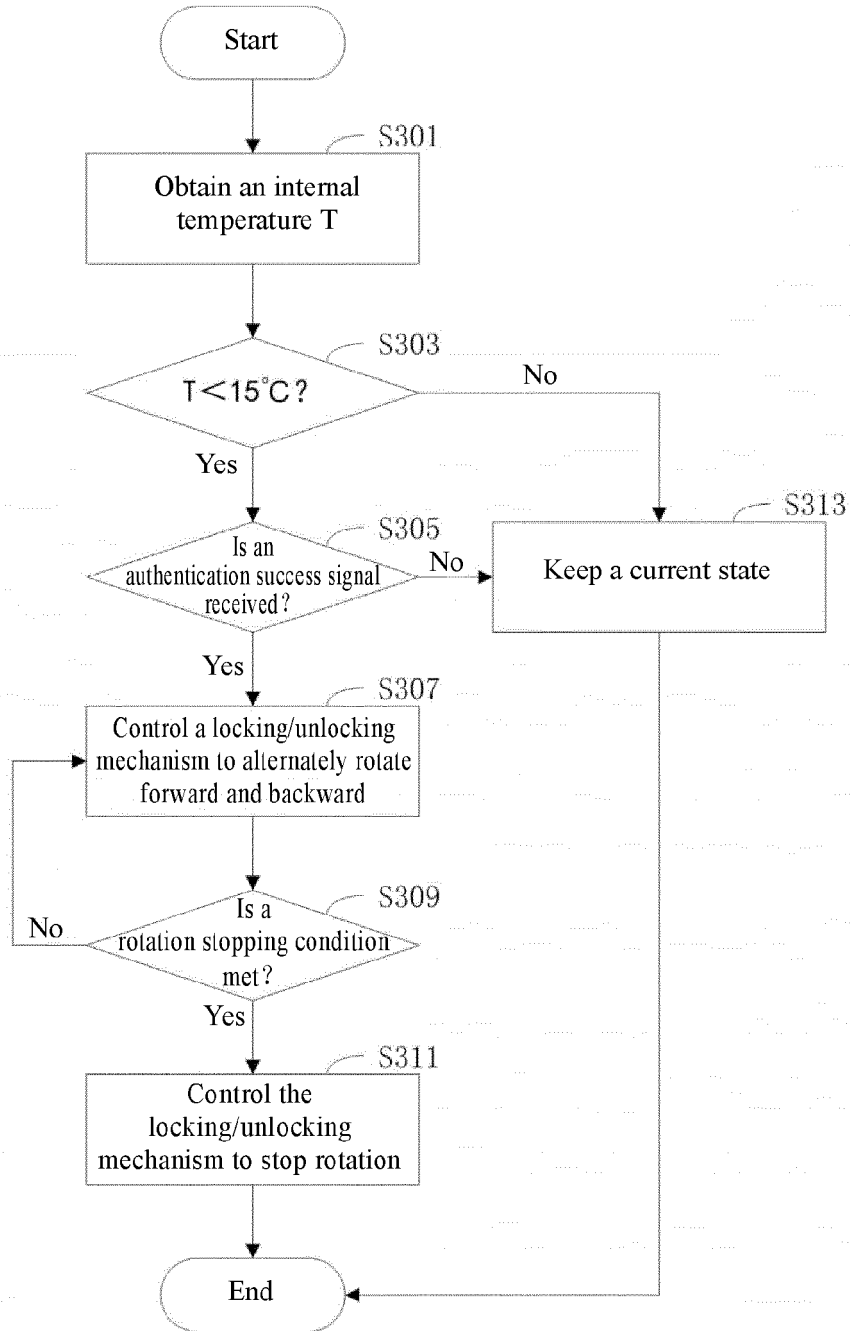 Start
S301
Obtain an internal
temperature T
S303
T<15°C?
No
Yes
S305
Is an
authentication success signal
received?
No
S313
Keep a current state
Yes
S307
Control a locking/unlocking
mechanism to alternately rotate
forward and backward
S309
Is a
rotation stopping condition
met?
No
Yes
S311
Control the
locking/unlocking
mechanism to stop rotation
End